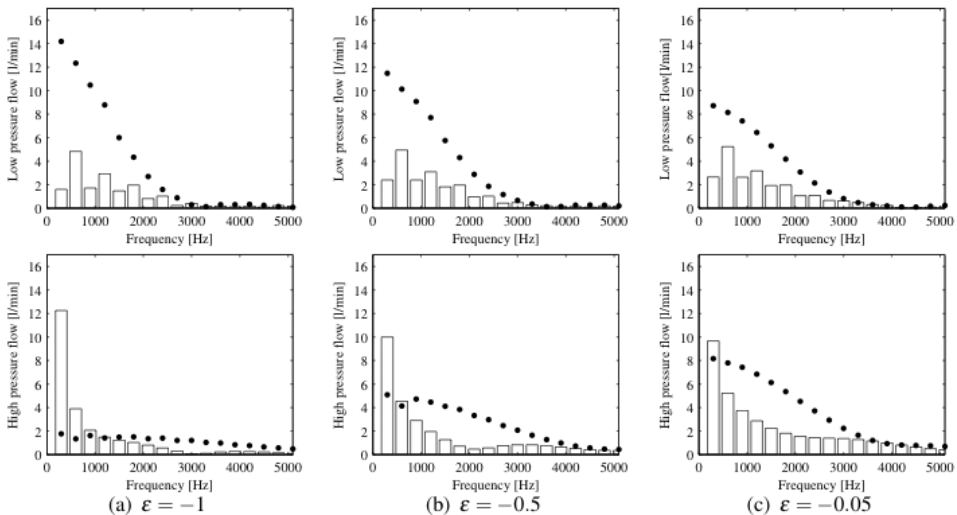 16
14
12
10
8
6
4
2
0
Low pressure flow [l/min]
0 1000 2000 3000 4000 5000
Frequency [Hz]
16
14
12
10
8
6
4
2
0
Low pressure flow [l/min]
0 1000 2000 3000 4000 5000
Frequency [Hz]
16
14
12
10
8
6
4
2
0
Low pressure flow[l/min]
0 1000 2000 3000 4000 5000
Frequency [Hz]
16
14
12
10
8
6
4
2
0
High pressure flow [l/min]
0 1000 2000 3000 4000 5000
Frequency [Hz]
(a) ε = −1
16
14
12
10
8
6
4
2
0
High pressure flow [l/min]
0 1000 2000 3000 4000 5000
Frequency [Hz]
(b) ε = −0.5
16
14
12
10
8
6
4
2
0
High pressure flow [l/min]
0 1000 2000 3000 4000 5000
Frequency [Hz]
(c) ε = −0.05